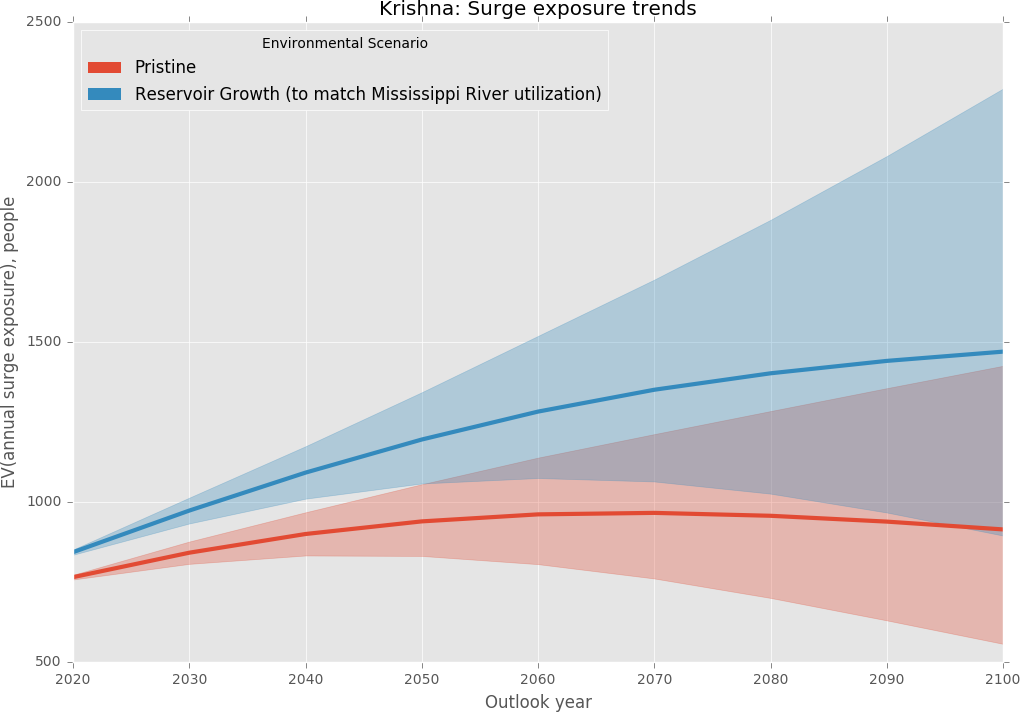 Krishna: Surge exposure trends
Environmental Scenario
Pristine
Reservoir Growth (to match Mississippi River utilization)
EV(annual surge exposure), people
2500
2000
1500
1000
500
2020 2030 2040 2050 2060 2070 2080 2090 2100
Outlook year